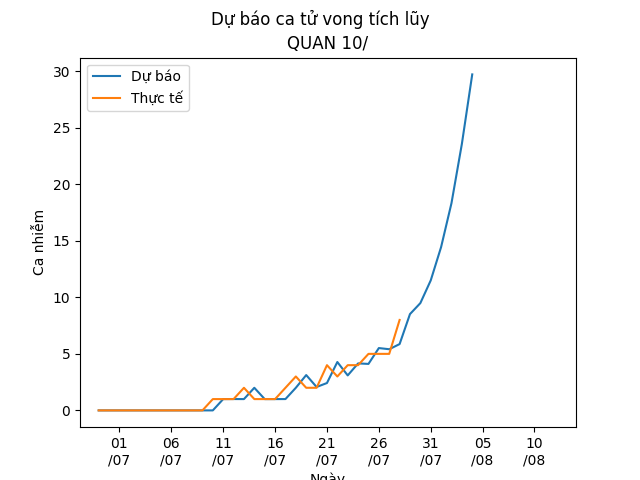 Dự báo ca tử vong tích lũy
QUAN 10/
Dự báo
Thực tế
Ca nhiễm
30
25
20
15
10
5
0
01 06 11 16 21 26 31 05 10
/07 /07 /07 /07 /07 /07 /07 /08 /08
Ngày